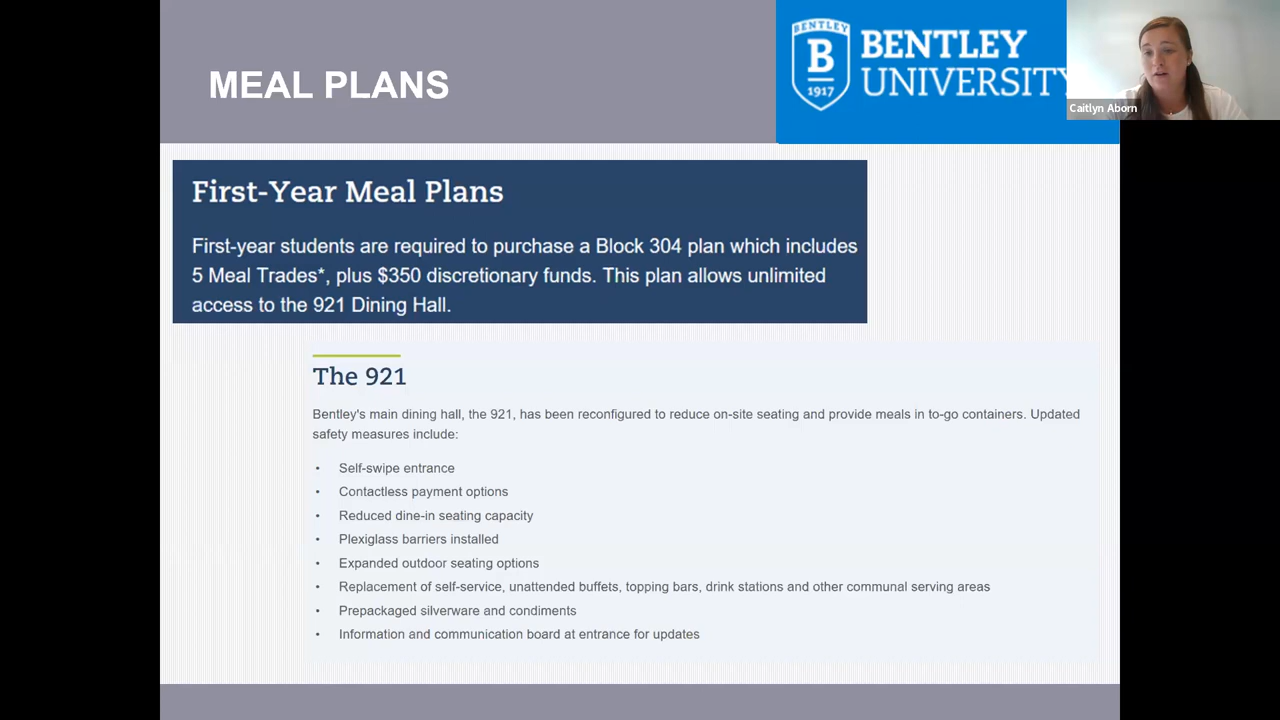 MEAL PLANS
BENTLEY
B
1917
BENTLEY
UNIVERSITY
Caitlyn Aborn
First-Year Meal Plans
First-year students are required to purchase a Block 304 plan which includes
5 Meal Trades*, plus $350 discretionary funds. This plan allows unlimited
access to the 921 Dining Hall.
The 921
Bentley's main dining hall, the 921, has been reconfigured to reduce on-site seating and provide meals in to-go containers. Updated
safety measures include:
• Self-swipe entrance
• Contactless payment options
• Reduced dine-in seating capacity
• Plexiglass barriers installed
• Expanded outdoor seating options
• Replacement of self-service, unattended buffets, topping bars, drink stations and other communal serving areas
• Prepackaged silverware and condiments
• Information and communication board at entrance for updates